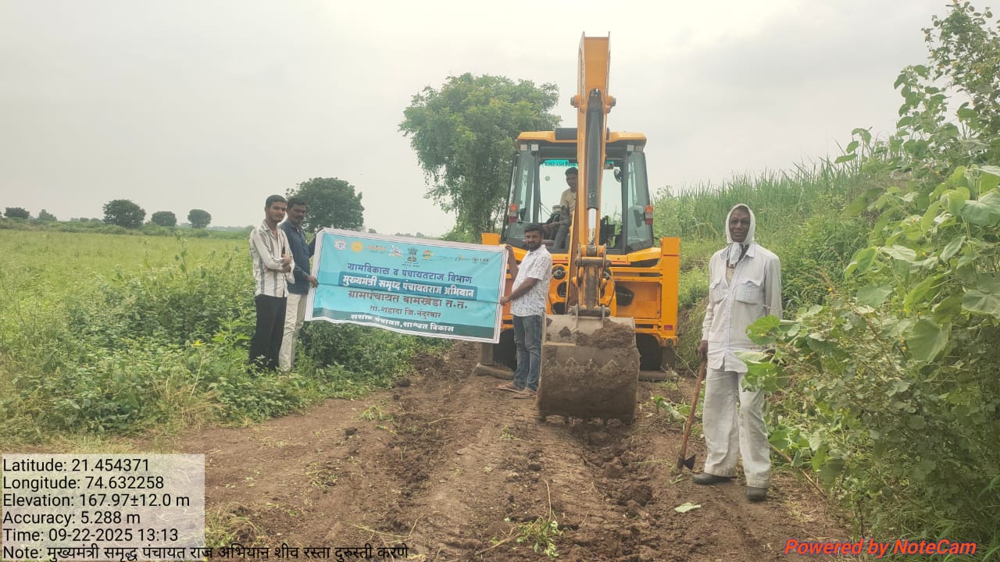 ग्रामविकास व पंचायतराज विभाग
मुख्यमंत्री समृध्द पंचायतराज अभियान
ग्रामपंचायत बामखेडा त.त.
ता.शहादा जि.नंदुरबार
सशक्त पंचायत,शाश्वत विकास
Latitude: 21.454371
Longitude: 74.632258
Elevation: 167.97±12.0 m
Accuracy: 5.288 m
Time: 09-22-2025 13:13
Note: मुख्यमंत्री समृध्द पंचायत राज अभियान शीव रस्ता दुरुस्ती करणे
Powered by NoteCam